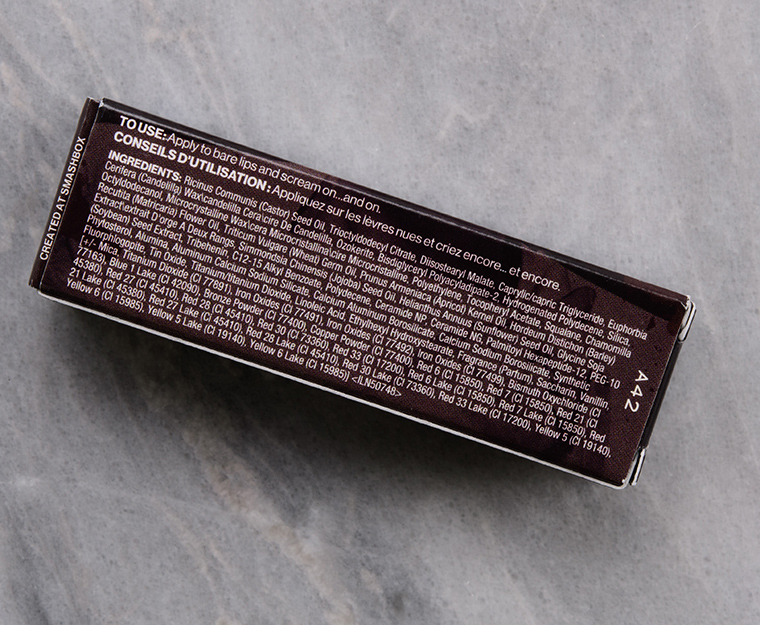 CREATED AT SMASHBOX
TO USE: Apply to bare lips and scream on...and on.
CONSEILS D'UTILISATION: Appliquez sur les lèvres nues et criez encore... et encore.
INGREDIENTS: Ricinus Communis (Castor) Seed Oil, Trioctyldodecyl Citrate, Diisostearyl Malate, Caprylic/capric Triglyceride, Euphorbia
Cerifera (Candelilla) Wax\candelilla Cera\cire De Candelilla, Ozokerite, Bisdiglyceryl Polyacyladipate-2, Hydrogenated Polydecene, Silica,
Octyldodecanol, Microcrystalline Wax\cera Microcristallina\cire Microcristalline, Polyethylene, Tocopheryl Acetate, Squalane, Chamomilla
Recutita (Matricaria) Flower Oil, Triticum Vulgare (Wheat) Germ Oil, Prunus Armeniaca (Apricot) Kernel Oil, Hordeum Distichon (Barley)
Extract\extrait D'orge A Deux Rangs, Simmondsia Chinensis (Jojoba) Seed Oil, Helianthus Annuus (Sunflower) Seed Oil, Glycine Soja
(Soybean) Seed Extract, Tribehenin, C12-15 Alkyl Benzoate, Polydecene, Ceramide NP, Ceramide NG, Palmitoyl Hexapeptide-12, PEG-10
Phytosterol, Alumina, Aluminum Calcium Sodium Silicate, Calcium Aluminum Borosilicate, Calcium Sodium Borosilicate, Synthetic
Fluorphlogopite, Tin Oxide, Titanium\titanium Dioxide, Linoleic Acid, Ethylhexyl Hydroxystearate, Fragrance (Parfum), Saccharin, Vanillin,
[+/- Mica, Titanium Dioxide (CI 77891), Iron Oxides (CI 77491), Iron Oxides (CI 77492), Iron Oxides (CI 77499), Bismuth Oxychloride (CI
77163), Blue 1 Lake (CI 42090), Bronze Powder (CI 77400), Copper Powder (CI 77400), Red 6 (CI 15850), Red 7 (CI 15850), Red 21 (CI
45380), Red 27 (CI 45410), Red 28 (CI 45410), Red 30 (CI 73360), Red 33 (CI 17200), Red 6 Lake (CI 15850), Red 7 Lake (CI 15850), Red
21 Lake (CI 45380), Red 27 Lake (CI 45410), Red 28 Lake (CI 45410), Red 30 Lake (CI 73360), Red 33 Lake (CI 17200), Yellow 5 (CI 19140),
Yellow 6 (CI 15985), Yellow 5 Lake (CI 19140), Yellow 6 Lake (CI 15985)] <ILN50748>
A42